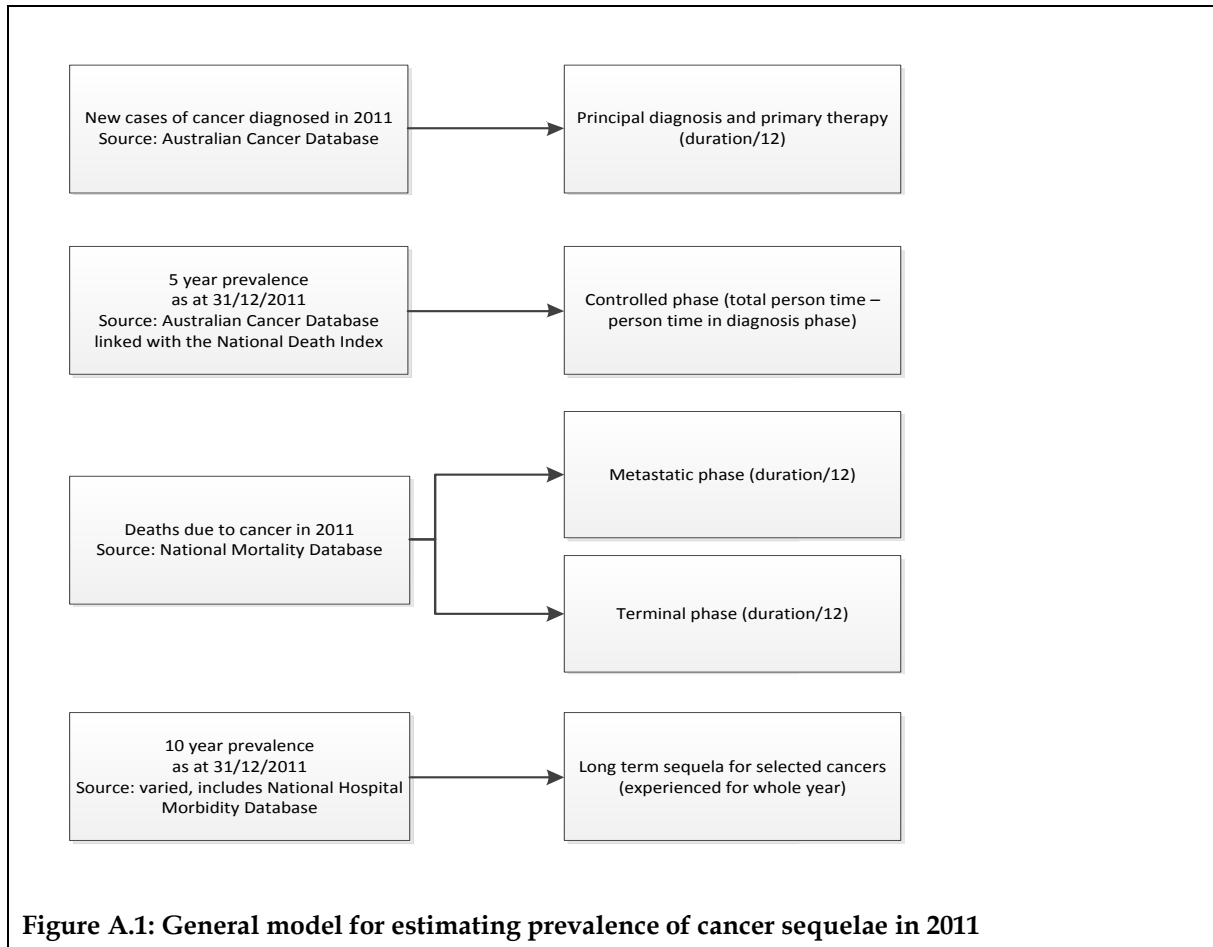 New cases of cancer diagnosed in 2011
Source: Australian Cancer Database
Principal diagnosis and primary therapy
(duration/12)
5 year prevalence
as at 31/12/2011
Source: Australian Cancer Database
linked with the National Death Index
Controlled phase (total person time –
person time in diagnosis phase)
Deaths due to cancer in 2011
Source: National Mortality Database
Metastatic phase (duration/12)
Terminal phase (duration/12)
10 year prevalence
as at 31/12/2011
Source: varied, includes National Hospital
Morbidity Database
Long term sequela for selected cancers
(experienced for whole year)
Figure A.1: General model for estimating prevalence of cancer sequelae in 2011